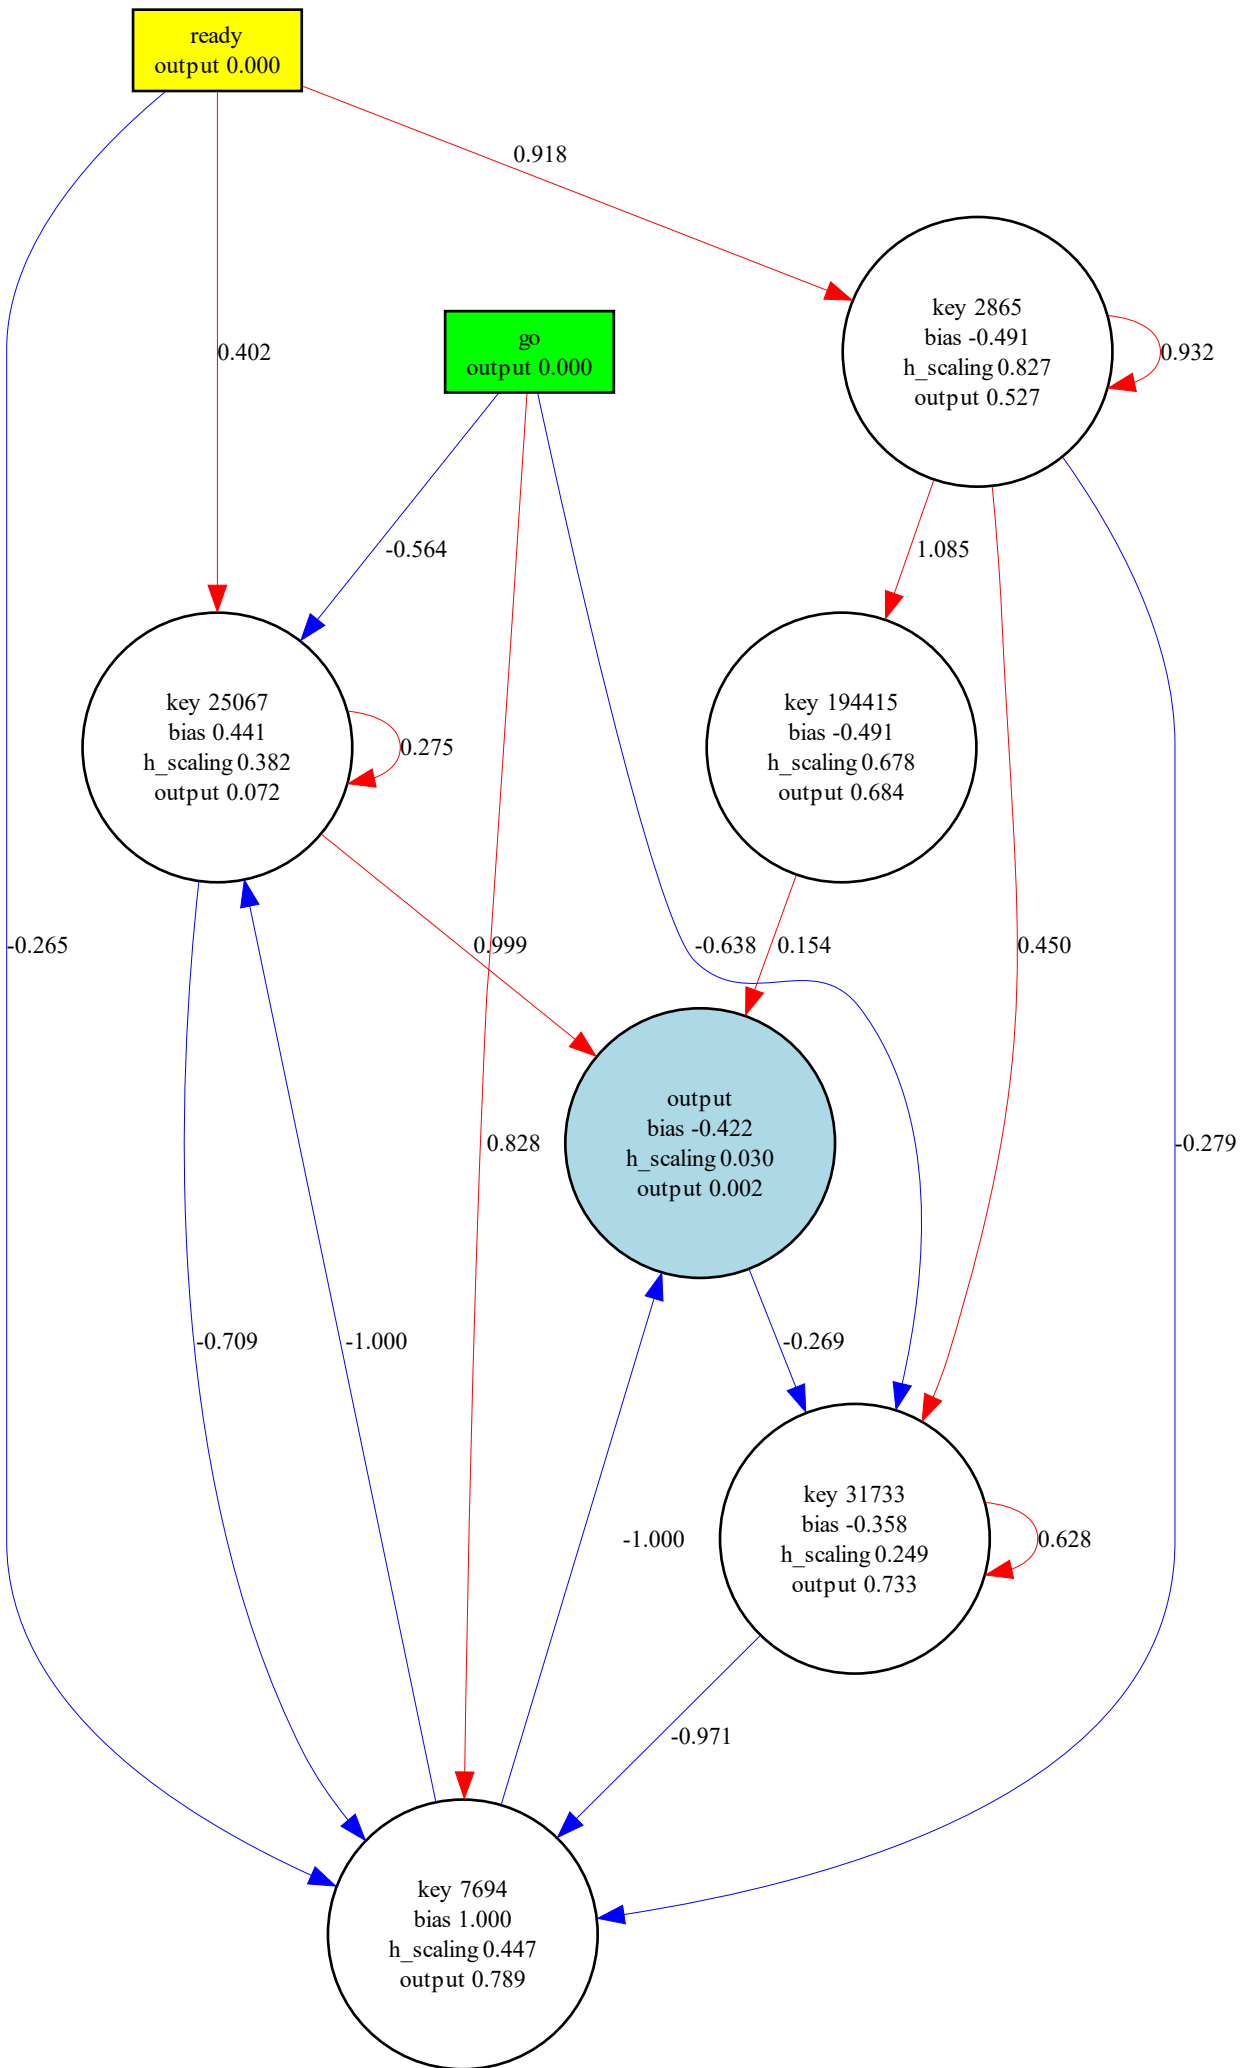 ready
output 0.000
0.918
go
output 0.000
key 2865
bias -0.491
h_scaling 0.827
output 0.527
0.402
0.932
-0.564
1.085
key 25067
bias 0.441
h_scaling 0.382
output 0.072
0.275
key 194415
bias -0.491
h_scaling 0.678
output 0.684
-0.265
0.999
-0.638
0.154
0.450
output
bias -0.422
h_scaling 0.030
output 0.002
0.828
-0.279
-0.709
-1.000
-0.269
-1.000
key 31733
bias -0.358
h_scaling 0.249
output 0.733
0.628
-0.971
key 7694
bias 1.000
h_scaling 0.447
output 0.789